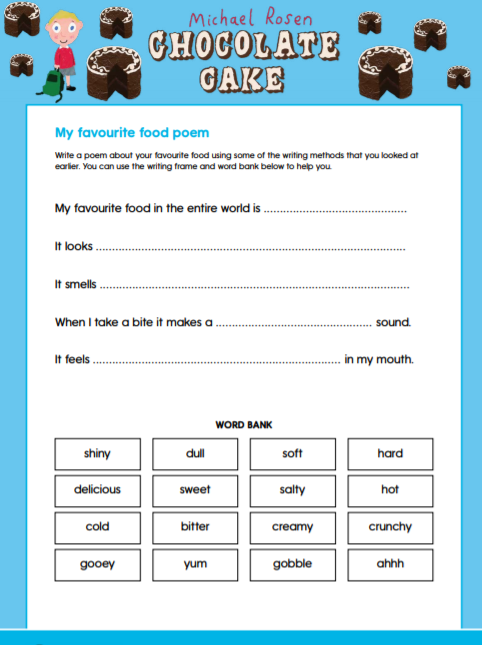 Michael Rosen
CHOCOLATE
CAKE
My favourite food poem
Write a poem about your favourite food using some of the writing methods that you looked at
earlier. You can use the writing frame and word bank below to help you.
My favourite food in the entire world is ............................................
It looks ...............................................................................................
It smells ...............................................................................................
When I take a bite it makes a ................................................ sound.
It feels ............................................................................ in my mouth.
WORD BANK
shiny dull soft hard
delicious sweet salty hot
cold bitter creamy crunchy
gooey yum gobble ahhh